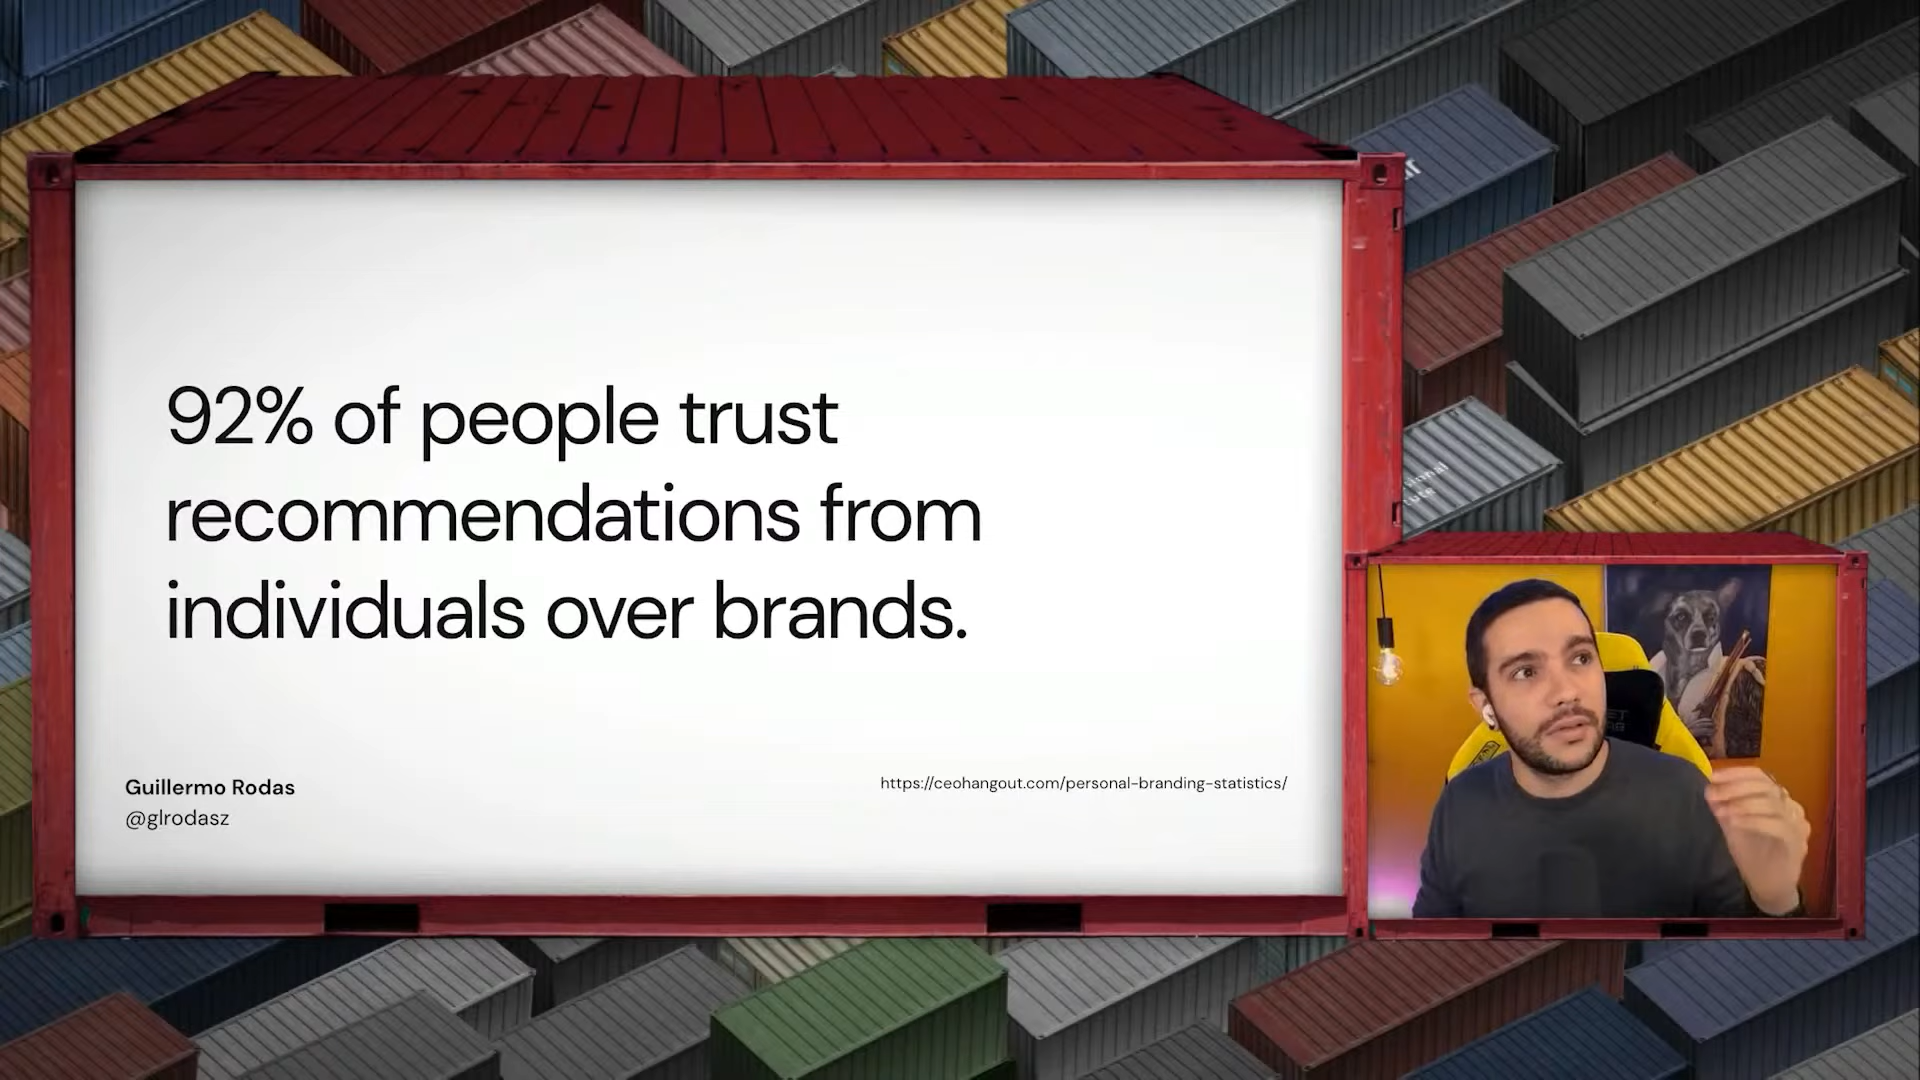 92% of people trust
recommendations from
individuals over brands.
Guillermo Rodas
@glrodasz
https://ceohangout.com/personal-branding-statistics/